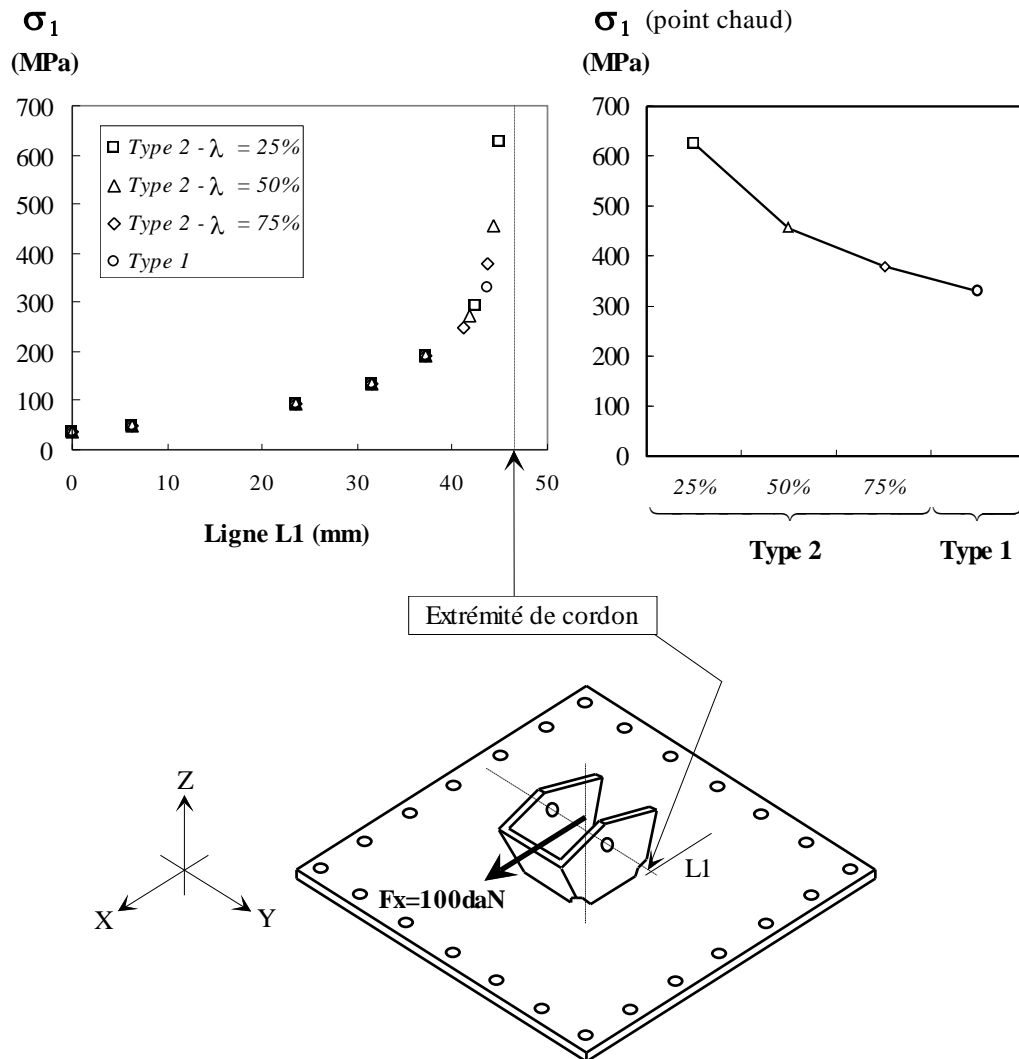 σ1
(MPa)
700
600
500
400
300
200
100
0
Type 2 - λ = 25%
Type 2 - λ = 50%
Type 2 - λ = 75%
Type 1
0 10 20 30 40 50
Ligne L1 (mm)
σ1 (point chaud)
(MPa)
700
600
500
400
300
200
100
0
25% 50% 75%
Type 2 Type 1
Extrémité de cordon
Z
X
Y
Fx=100daN
L1